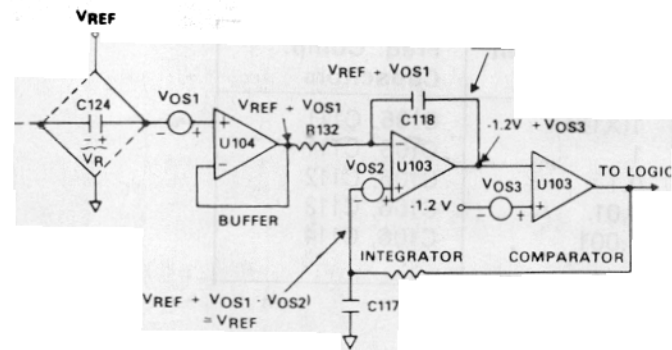 VREF
VREF + VOS1
C124
VOS1
VREF + VOS1
C118
-1.2V + VOS3
R132
U104
VR
VOS2
U103
VOS3
U103
TO LOGIC
-1.2 V
BUFFER
INTEGRATOR
COMPARATOR
VREF + VOS1 - VOS2)
= VREF
C117